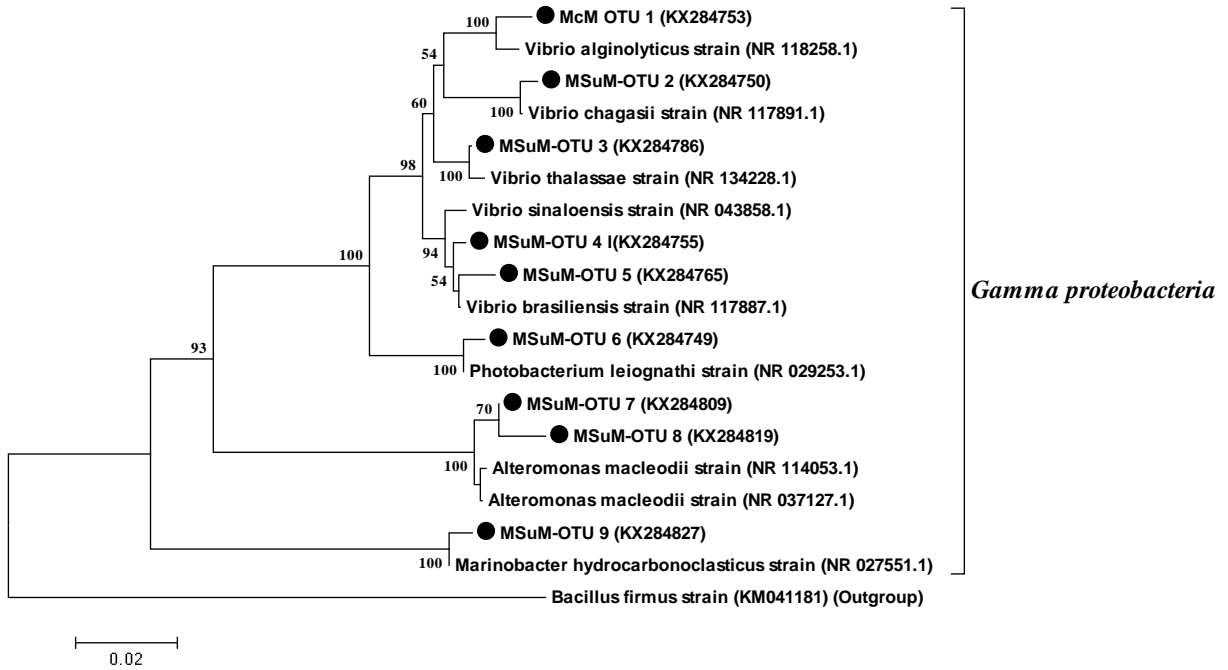 100
McM OTU 1 (KX284753)
Vibrio alginolyticus strain (NR 118258.1)
54
MSuM-OTU 2 (KX284750)
100
Vibrio chagasii strain (NR 117891.1)
60
MSuM-OTU 3 (KX284786)
100
Vibrio thalassae strain (NR 134228.1)
98
Vibrio sinaloensis strain (NR 043858.1)
MSuM-OTU 4 I(KX284755)
94
MSuM-OTU 5 (KX284765)
54
Vibrio brasiliensis strain (NR 117887.1)
100
MSuM-OTU 6 (KX284749)
100
Photobacterium leiognathi strain (NR 029253.1)
93
70
MSuM-OTU 7 (KX284809)
MSuM-OTU 8 (KX284819)
100
Alteromonas macleodii strain (NR 114053.1)
Alteromonas macleodii strain (NR 037127.1)
MSuM-OTU 9 (KX284827)
100
Marinobacter hydrocarbonoclasticus strain (NR 027551.1)
Bacillus firmus strain (KM041181) (Outgroup)
Gamma proteobacteria
0.02